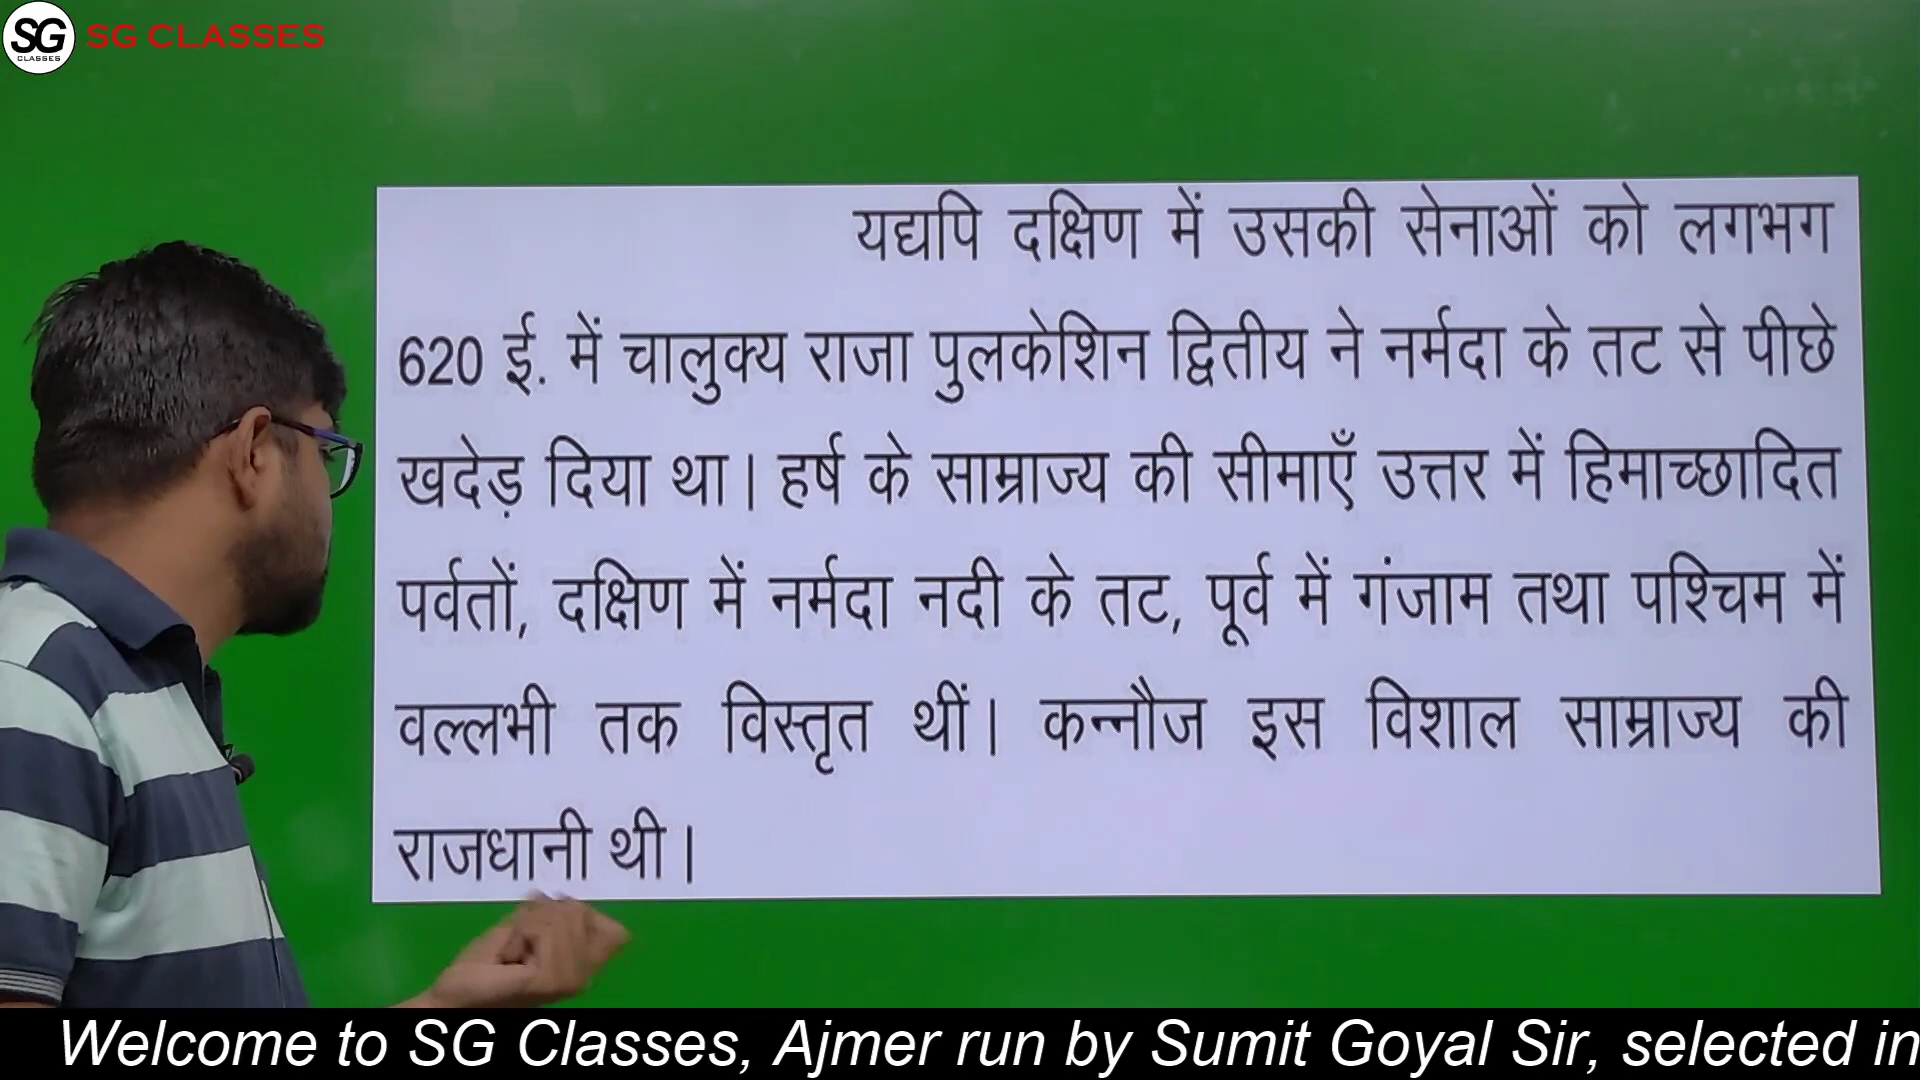 SG
CLASSES
SG CLASSES
यद्यपि दक्षिण में उसकी सेनाओं को लगभग
620 ई. में चालुक्य राजा पुलकेशिन द्वितीय ने नर्मदा के तट से पीछे
खदेड़ दिया था। हर्ष के साम्राज्य की सीमाएँ उत्तर में हिमाच्छादित
पर्वतों, दक्षिण में नर्मदा नदी के तट, पूर्व में गंजाम तथा पश्चिम में
वल्लभी तक विस्तृत थीं। कन्नौज इस विशाल साम्राज्य की
राजधानी थी।
Welcome to SG Classes, Ajmer run by Sumit Goyal Sir, selected in